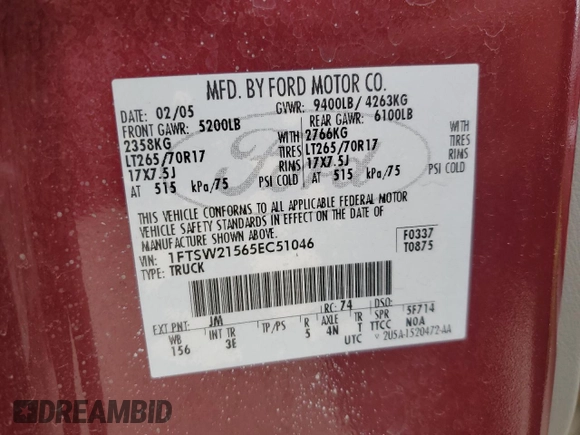 MFD. BY FORD MOTOR CO.
DATE: 02/05 GVWR: 9400LB/ 4263KG
FRONT GAWR: 5200LB REAR GAWR: 6100LB
2358KG WITH 2766KG WITH
LT265/70R17 TIRES LT265/70R17 TIRES
17X7.5J RIMS 17X7.5J RIMS
AT 515 kPa/75 PSI COLD AT 515 kPa/75 PSI COLD
THIS VEHICLE CONFORMS TO ALL APPLICABLE FEDERAL MOTOR
VEHICLE SAFETY STANDARDS IN EFFECT ON THE DATE OF
MANUFACTURE SHOWN ABOVE.
VIN: 1FTSW21565EC51046 F0337
TYPE: TRUCK T0875
EXT PNT: JM RC: 74 DSO:
WB INT TR TP/PS R AXLE TR SPR 5F714
156 3E 5 4N T TTCC N0A
UTC 2U5A-1520472-AA
Ford
DREAMBID